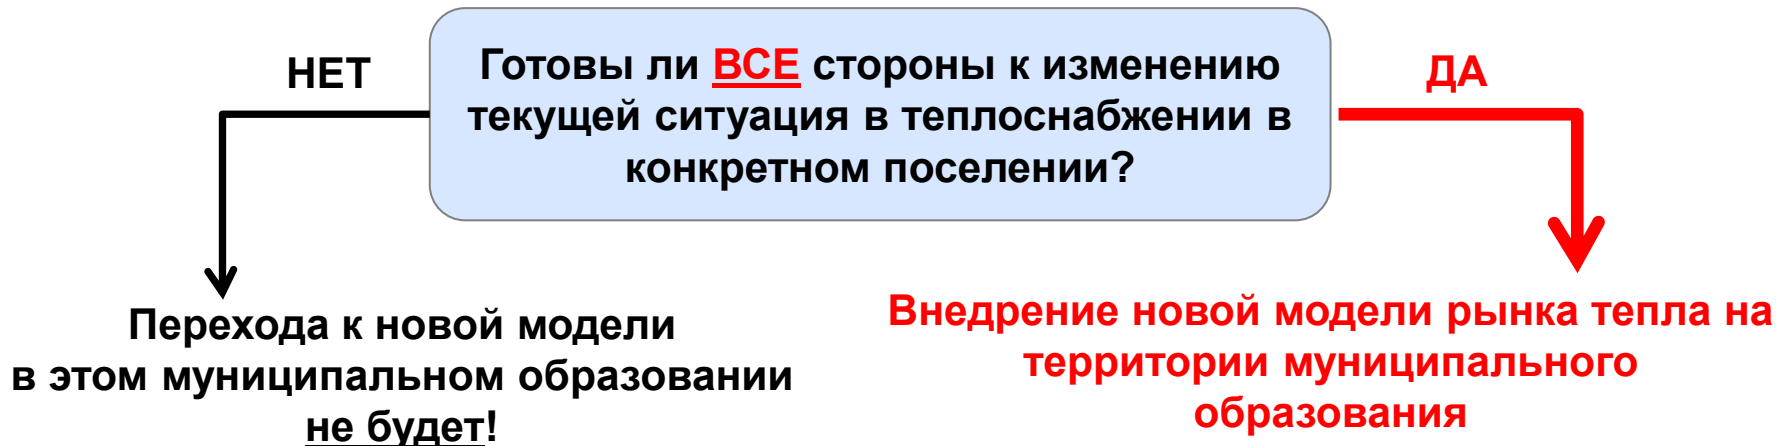 НЕТ
Готовы ли ВСЕ стороны к изменению
текущей ситуация в теплоснабжении в
конкретном поселении?
ДА
Перехода к новой модели
в этом муниципальном образовании
не будет!
Внедрение новой модели рынка тепла на
территории муниципального
образования